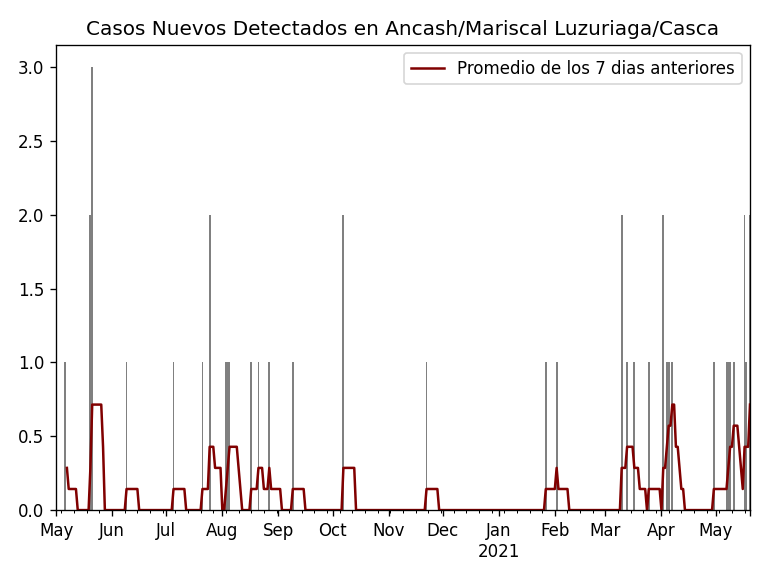 Casos Nuevos Detectados en Ancash/Mariscal Luzuriaga/Casca
Promedio de los 7 dias anteriores
3.0
2.5
2.0
1.5
1.0
0.5
0.0
May Jun Jul Aug Sep Oct Nov Dec Jan Feb Mar Apr May
2021